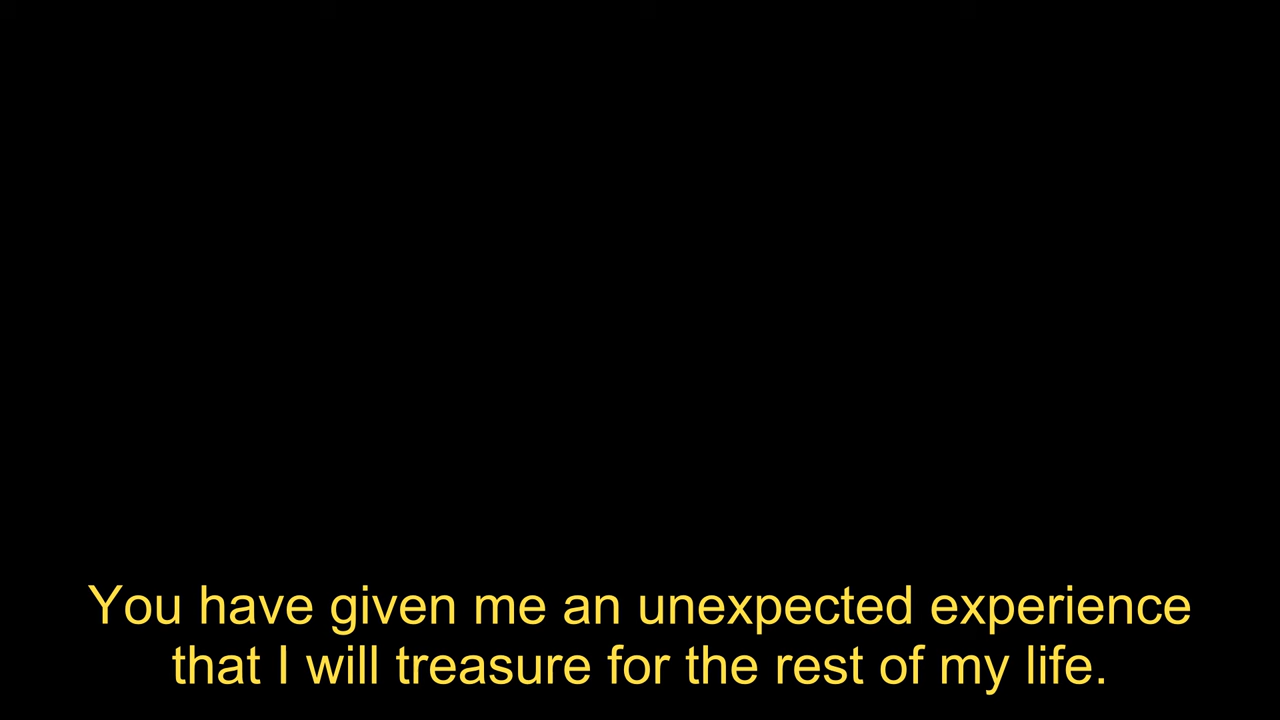 You have given me an unexpected experience
that I will treasure for the rest of my life.